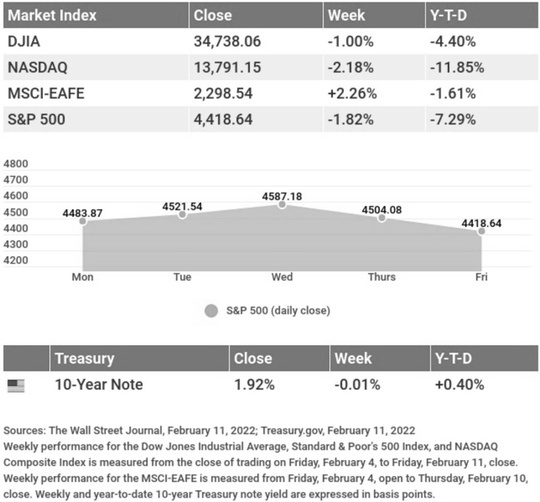 Market Index Close Week Y-T-D
DJIA 34,738.06 -1.00% -4.40%
NASDAQ 13,791.15 -2.18% -11.85%
MSCI-EAFE 2,298.54 +2.26% -1.61%
S&P 500 4,418.64 -1.82% -7.29%
4800
4700
4600
4500
4400
4300
4200
4483.87 4521.54 4587.18 4504.08 4418.64
Mon Tue Wed Thurs Fri
S&P 500 (daily close)
Treasury Close Week Y-T-D
10-Year Note 1.92% -0.01% +0.40%
Sources: The Wall Street Journal, February 11, 2022; Treasury.gov, February 11, 2022
Weekly performance for the Dow Jones Industrial Average, Standard & Poor's 500 Index, and NASDAQ
Composite Index is measured from the close of trading on Friday, February 4, to Friday, February 11, close.
Weekly performance for the MSCI-EAFE is measured from Friday, February 4, open to Thursday, February 10,
close. Weekly and year-to-date 10-year Treasury note yield are expressed in basis points.